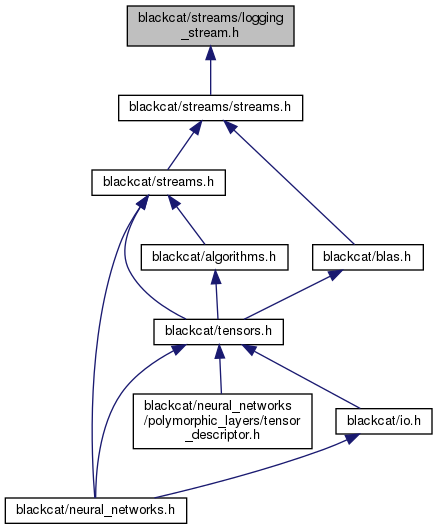 blackcat/streams/logging
_stream.h
blackcat/streams/streams.h
blackcat/streams.h
blackcat/algorithms.h
blackcat/blas.h
blackcat/tensors.h
blackcat/neural_networks
/polymorphic_layers/tensor
_descriptor.h
blackcat/io.h
blackcat/neural_networks.h